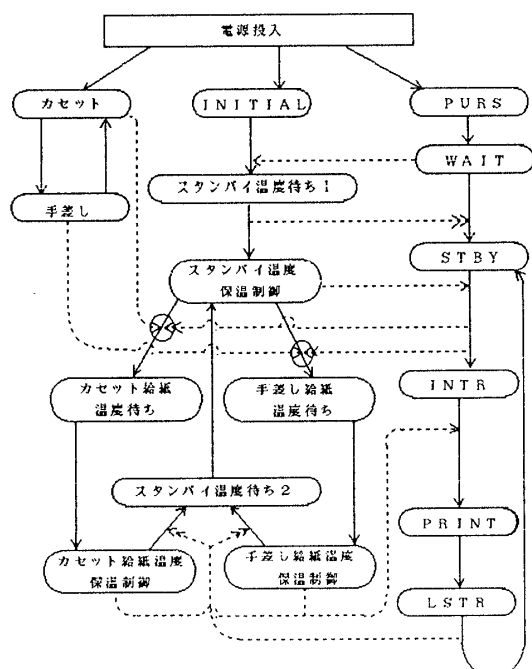 電源投入
カセット
INITIAL
PURS
WAIT
スタンバイ温度待ち1
手差し
STBY
スタンバイ温度
保温制御
カセット給紙
温度待ち
手差し給紙
温度待ち
INTR
スタンバイ温度待ち2
PRINT
カセット給紙温度
保温制御
手差し給紙温度
保温制御
LSTR